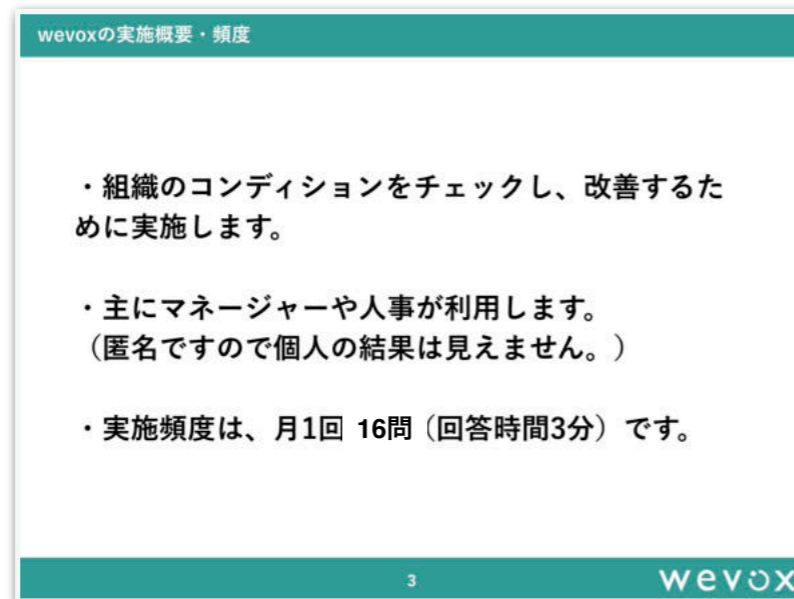 wevoxの実施概要・頻度
・組織のコンディションをチェックし、改善するた
めに実施します。
・主にマネージャーや人事が利用します。
（匿名ですので個人の結果は見えません。）
・実施頻度は、月1回 16問（回答時間3分）です。
3
wevox